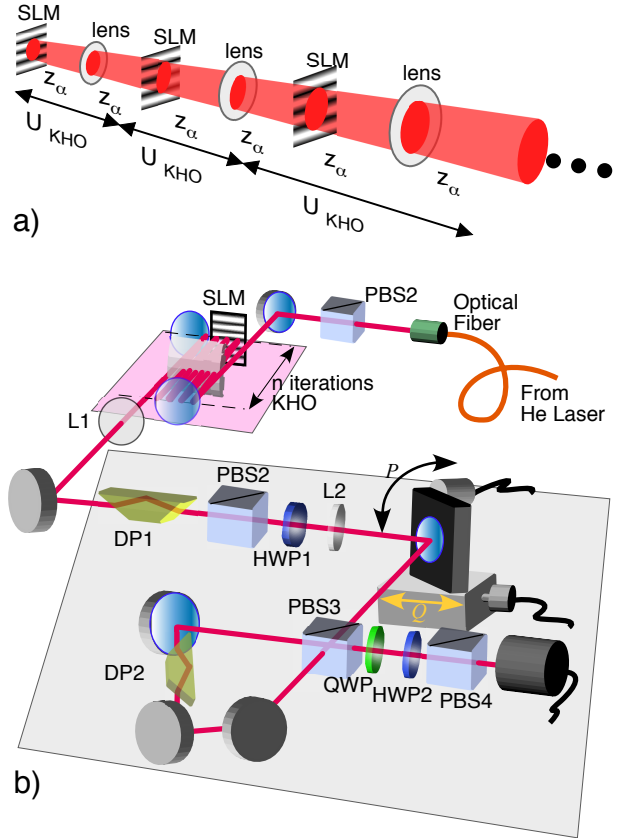 SLM
lens
SLM
lens
SLM
lens
zα
zα
zα
zα
zα
zα
U KHO
U KHO
U KHO
a)
SLM
PBS2
Optical
Fiber
n iterations
KHO
From
He Laser
L1
PBS2
L2
P
DP1
HWP1
PBS3
Q
DP2
QWP
HWP2
PBS4
b)